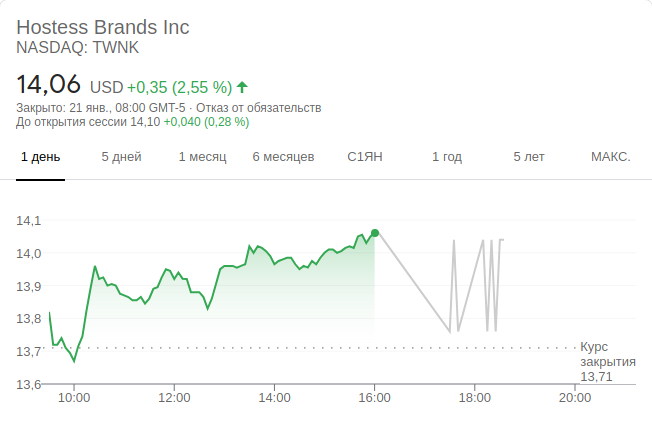 Hostess Brands Inc
NASDAQ: TWNK
14,06 USD +0,35 (2,55 %)
Закрыто: 21 янв., 08:00 GMT-5 · Отказ от обязательств
До открытия сессии 14,10 +0,040 (0,28 %)
1 день 5 дней 1 месяц 6 месяцев С1ЯН 1 год 5 лет МАКС.
14,1
14,0
13,9
13,8
13,7
13,6
Курс
закрытия
13,71
10:00 12:00 14:00 16:00 18:00 20:00